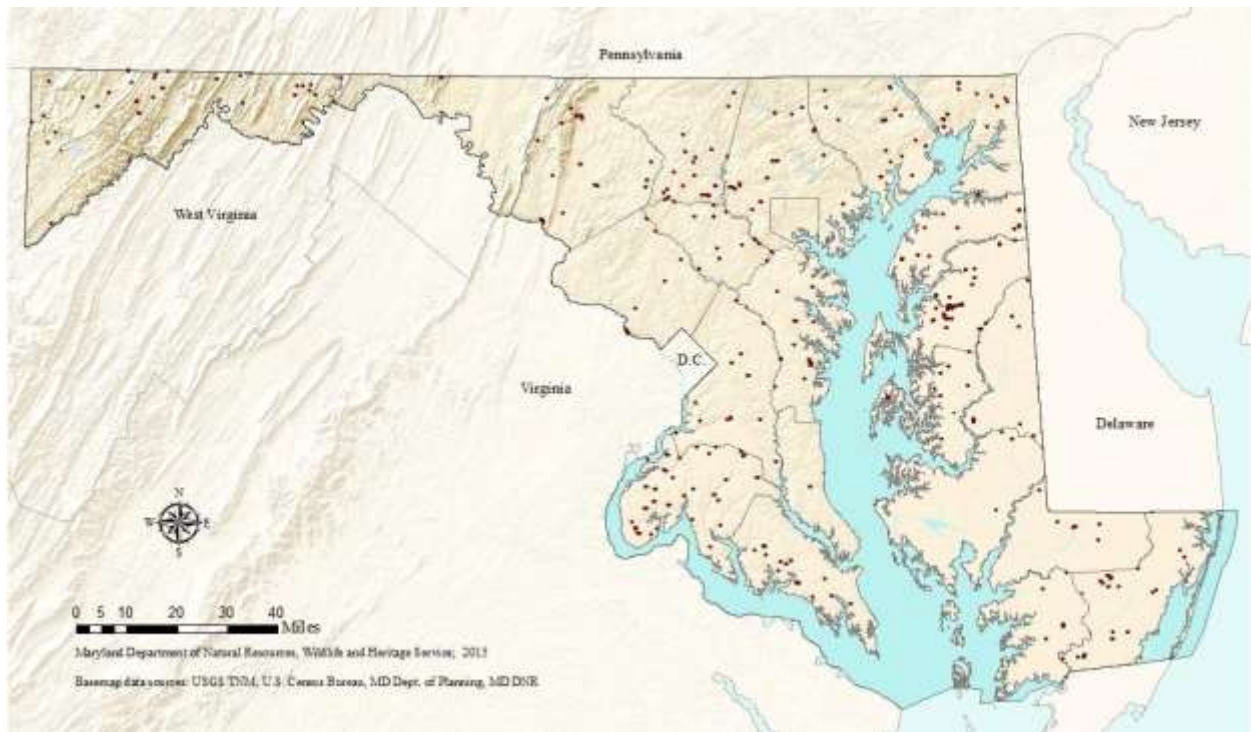 Pennsylvania
New Jersey
West Virginia
D.C.
Virginia
Delaware
N
W E
S
0 5 10 20 30 40
Miles
Maryland Department of Natural Resources, Wildlife and Heritage Service, 2015
Basemap data sources: USGS TNM, U.S. Census Bureau, MD Dept. of Planning, MD DNR